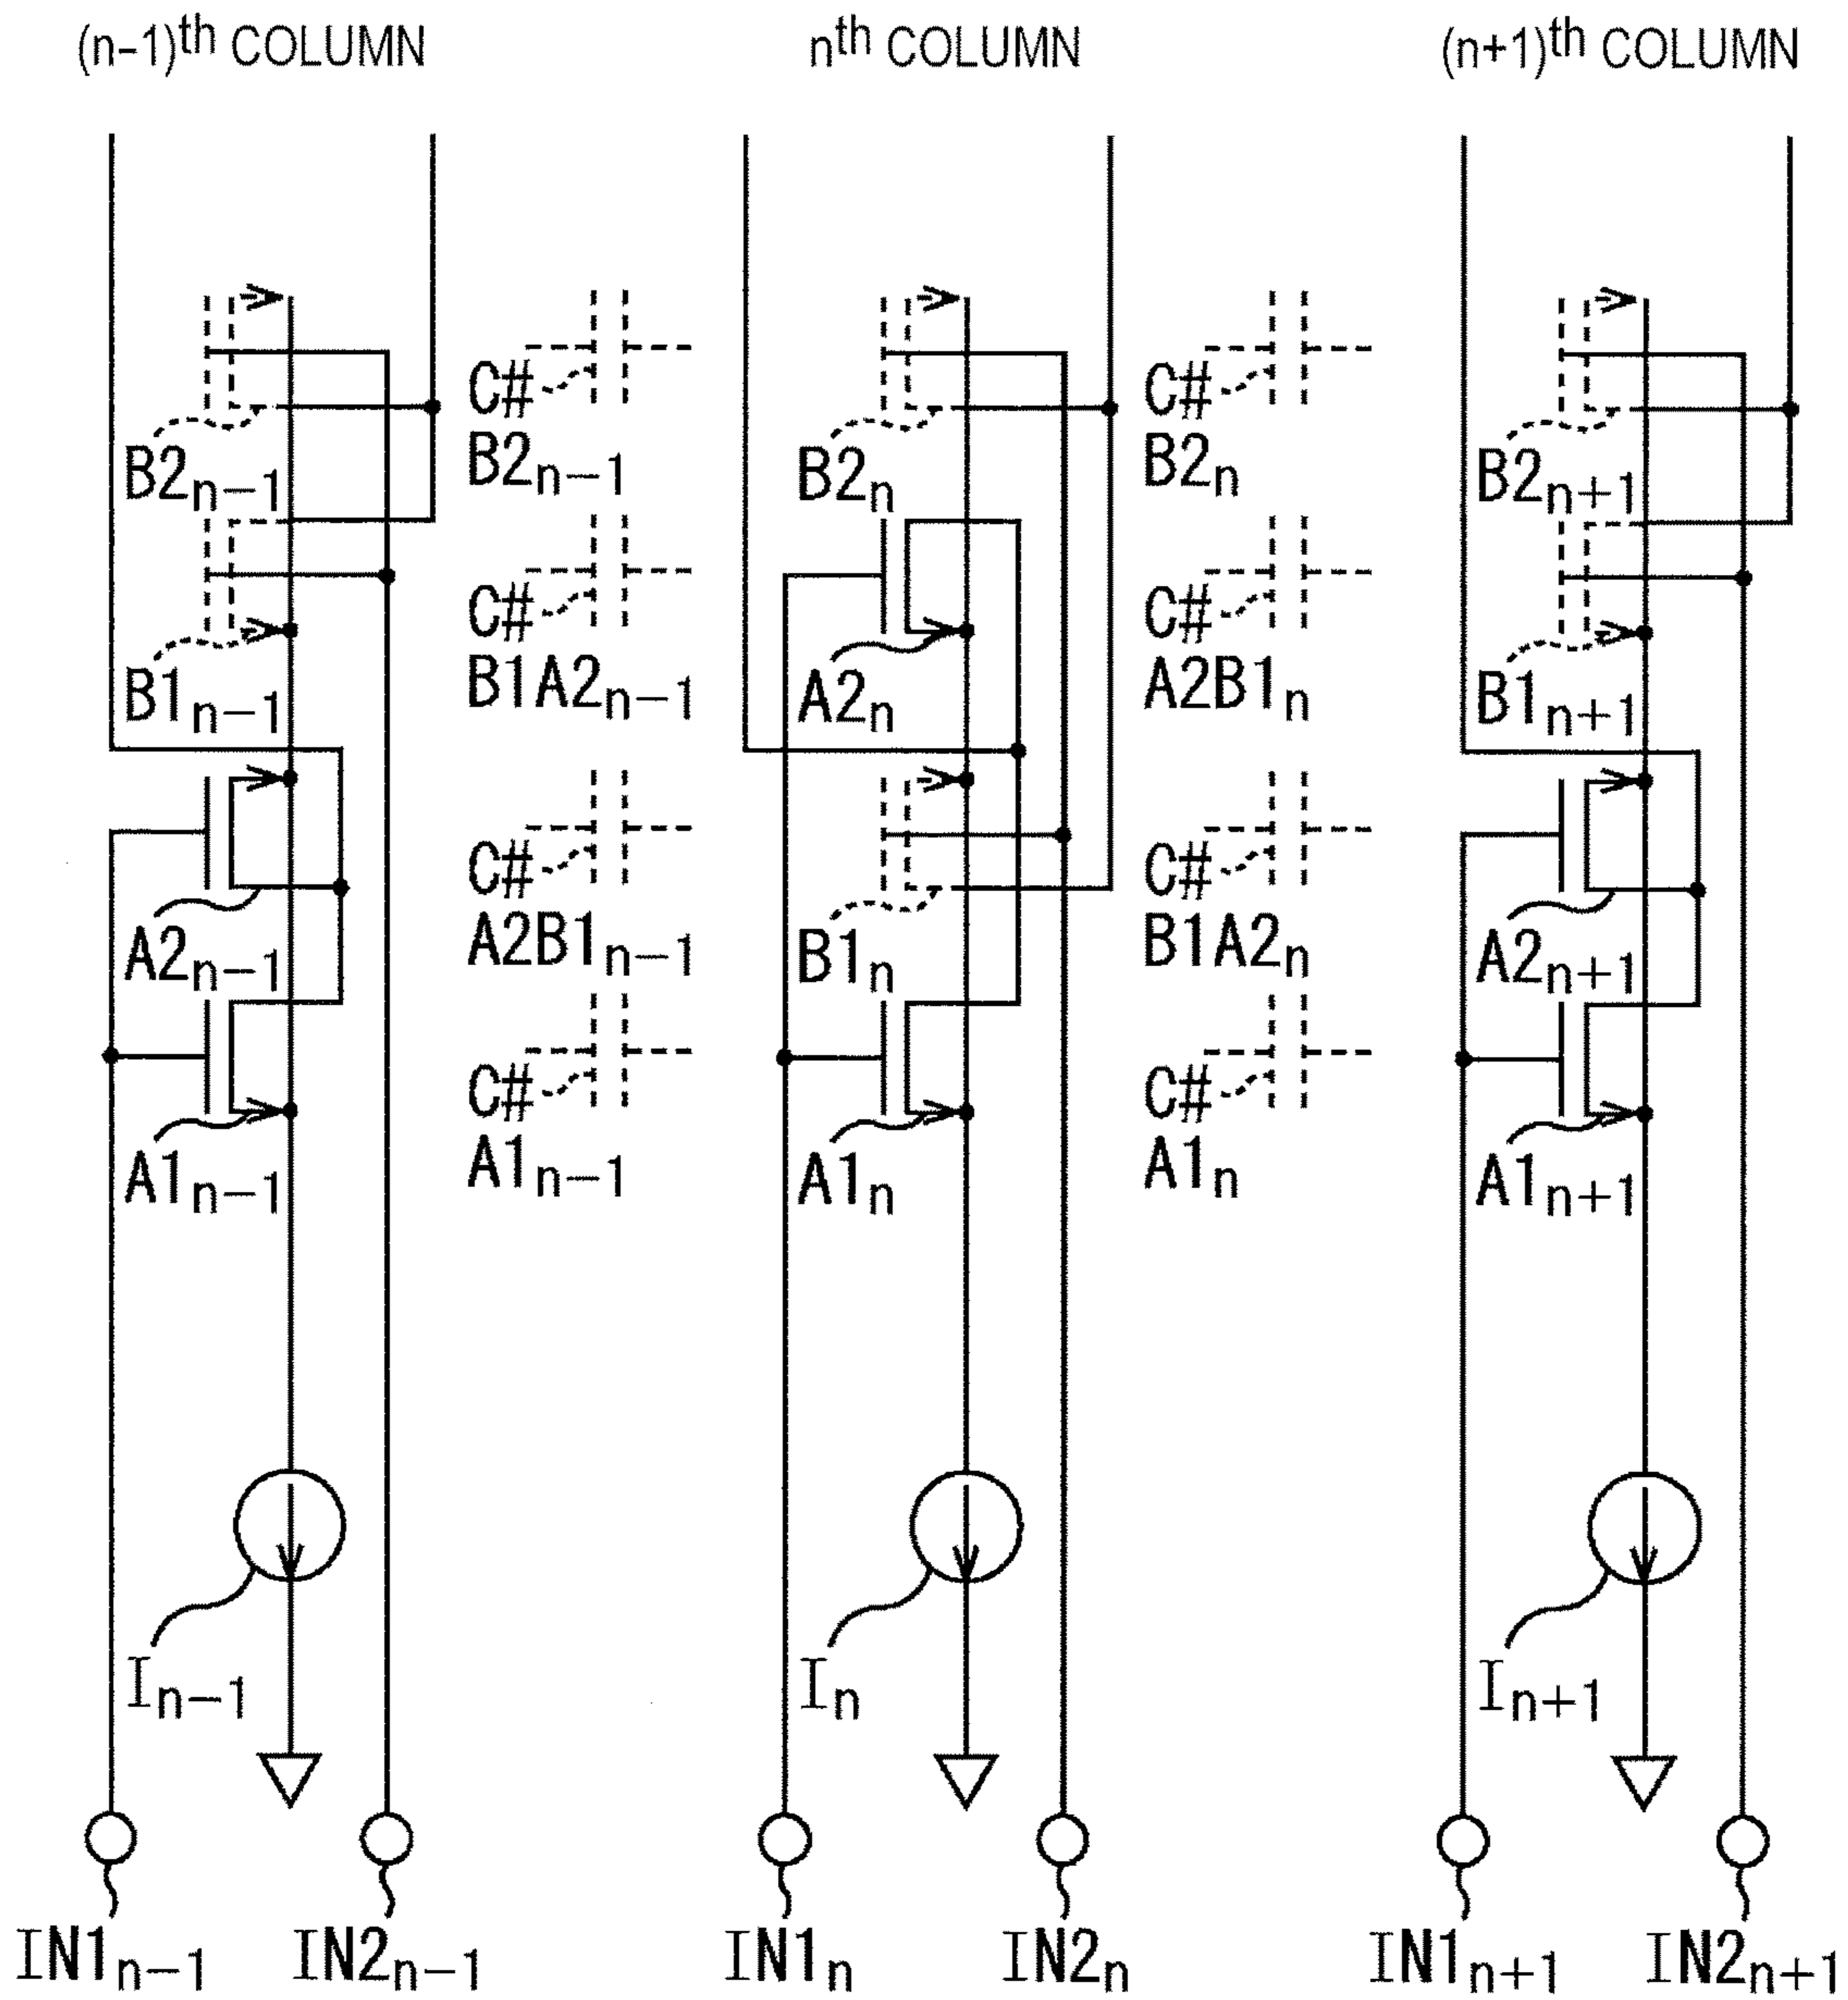 (n-1)th COLUMN
nth COLUMN
(n+1)th COLUMN
B2n-1
C#
B2n-1
B2n
C#
B2n
B2n+1
B1n-1
C#
B1A2n-1
A2n
C#
A2B1n
B1n+1
A2n-1
C#
A2B1n-1
B1n
C#
B1A2n
A2n+1
A1n-1
C#
A1n-1
A1n
C#
A1n
A1n+1
In-1
In
In+1
IN1n-1
IN2n-1
IN1n
IN2n
IN1n+1
IN2n+1